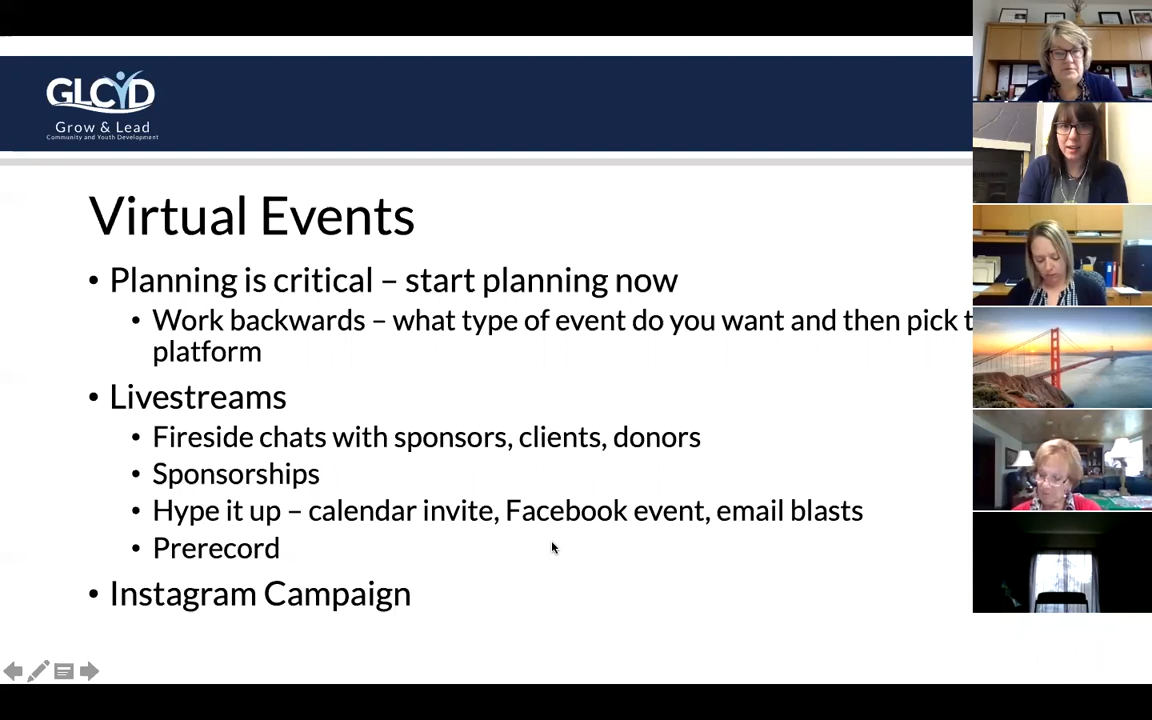 GLCYD
Grow & Lead
Community and Youth Development
Virtual Events
• Planning is critical – start planning now
• Work backwards – what type of event do you want and then pick t
platform
• Livestreams
• Fireside chats with sponsors, clients, donors
• Sponsorships
• Hype it up – calendar invite, Facebook event, email blasts
• Prerecord
• Instagram Campaign